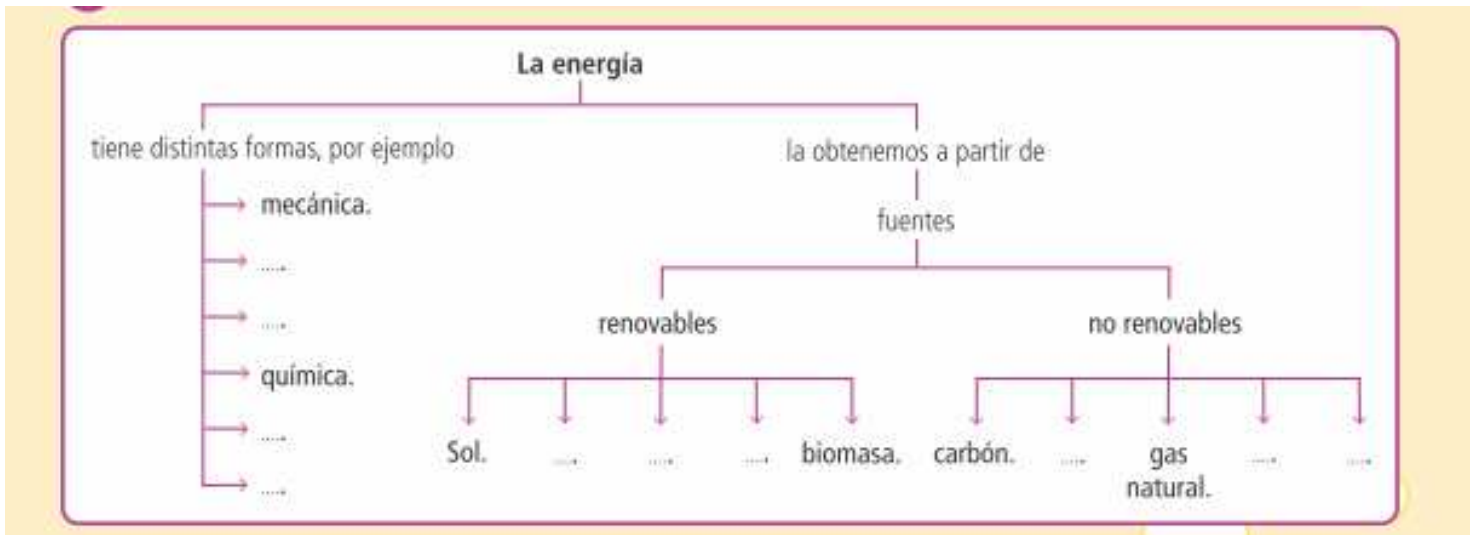 La energía
tiene distintas formas, por ejemplo
la obtenemos a partir de
mecánica.
fuentes
.....
.....
renovables
no renovables
química.
.....
Sol.
.....
.....
.....
biomasa.
carbón.
.....
gas
natural.
.....
.....
.....